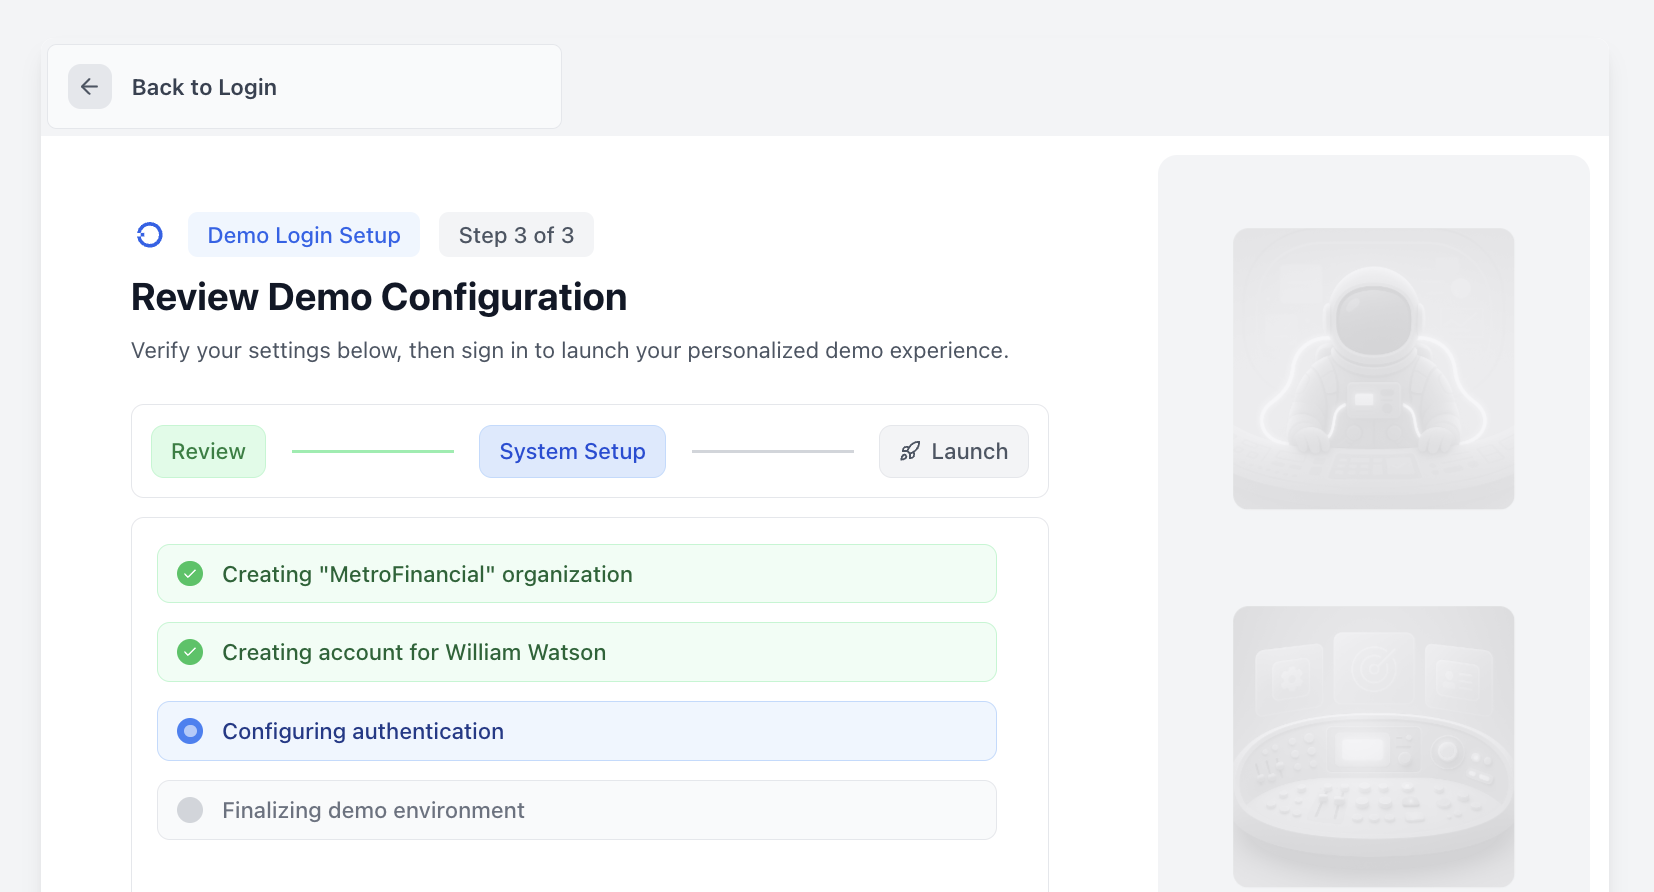 Back to Login
Demo Login Setup
Step 3 of 3
Review Demo Configuration
Verify your settings below, then sign in to launch your personalized demo experience.
Review
System Setup
Launch
Creating "MetroFinancial" organization
Creating account for William Watson
Configuring authentication
Finalizing demo environment